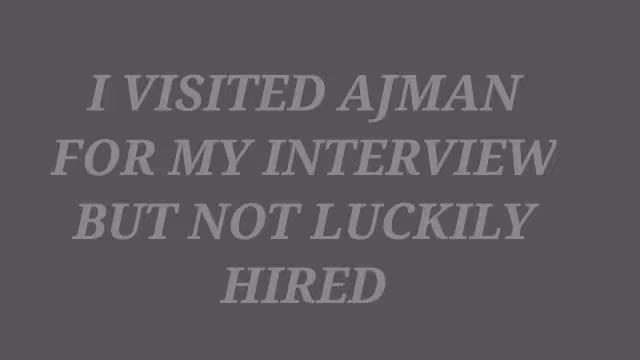 I VISITED AJMAN
FOR MY INTERVIEW
BUT NOT LUCKILY
HIRED